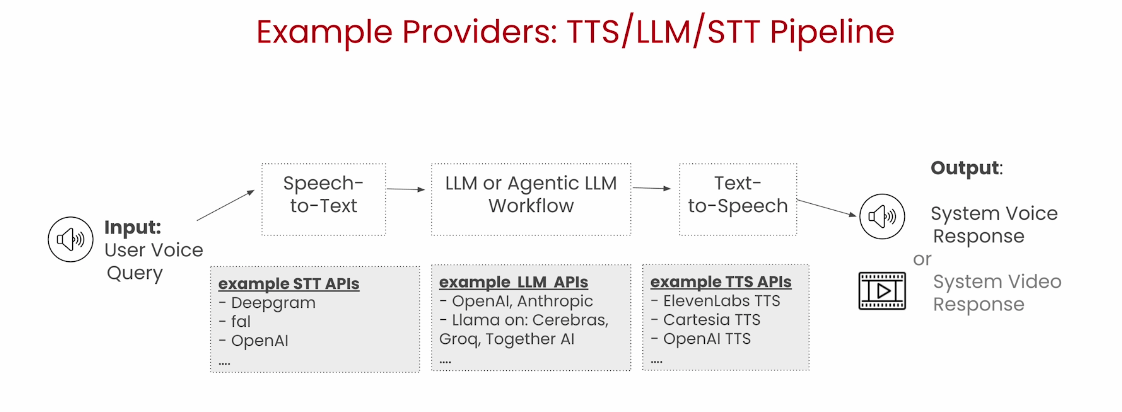 Example Providers: TTS/LLM/STT Pipeline
Input:
User Voice
Query
Speech-
to-Text
LLM or Agentic LLM
Workflow
Text-
to-Speech
Output:
System Voice
Response
or
System Video
Response
example STT APIs
- Deepgram
- fal
- OpenAI
....
example LLM APIs
- OpenAI, Anthropic
- Llama on: Cerebras,
Groq, Together AI
....
example TTS APIs
- ElevenLabs TTS
- Cartesia TTS
- OpenAI TTS
....